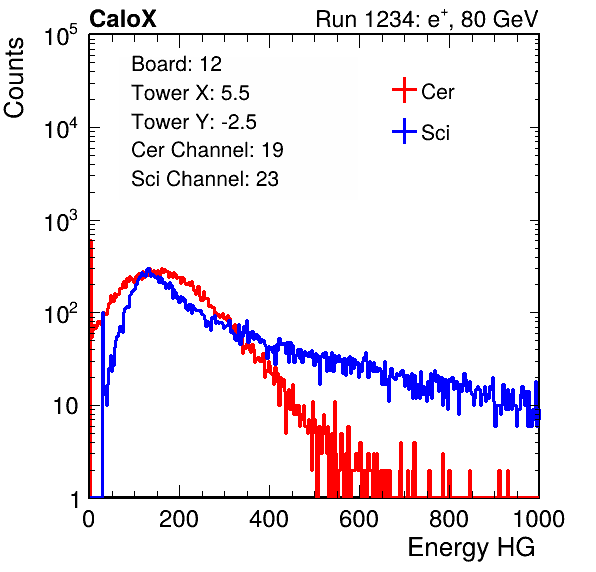 CaloX Run 1234: e⁺, 80 GeV
Counts
Board: 12
Tower X: 5.5
Tower Y: -2.5
Cer Channel: 19
Sci Channel: 23
Cer
Sci
10⁵
10⁴
10³
10²
10
1
0 200 400 600 800 1000
Energy HG